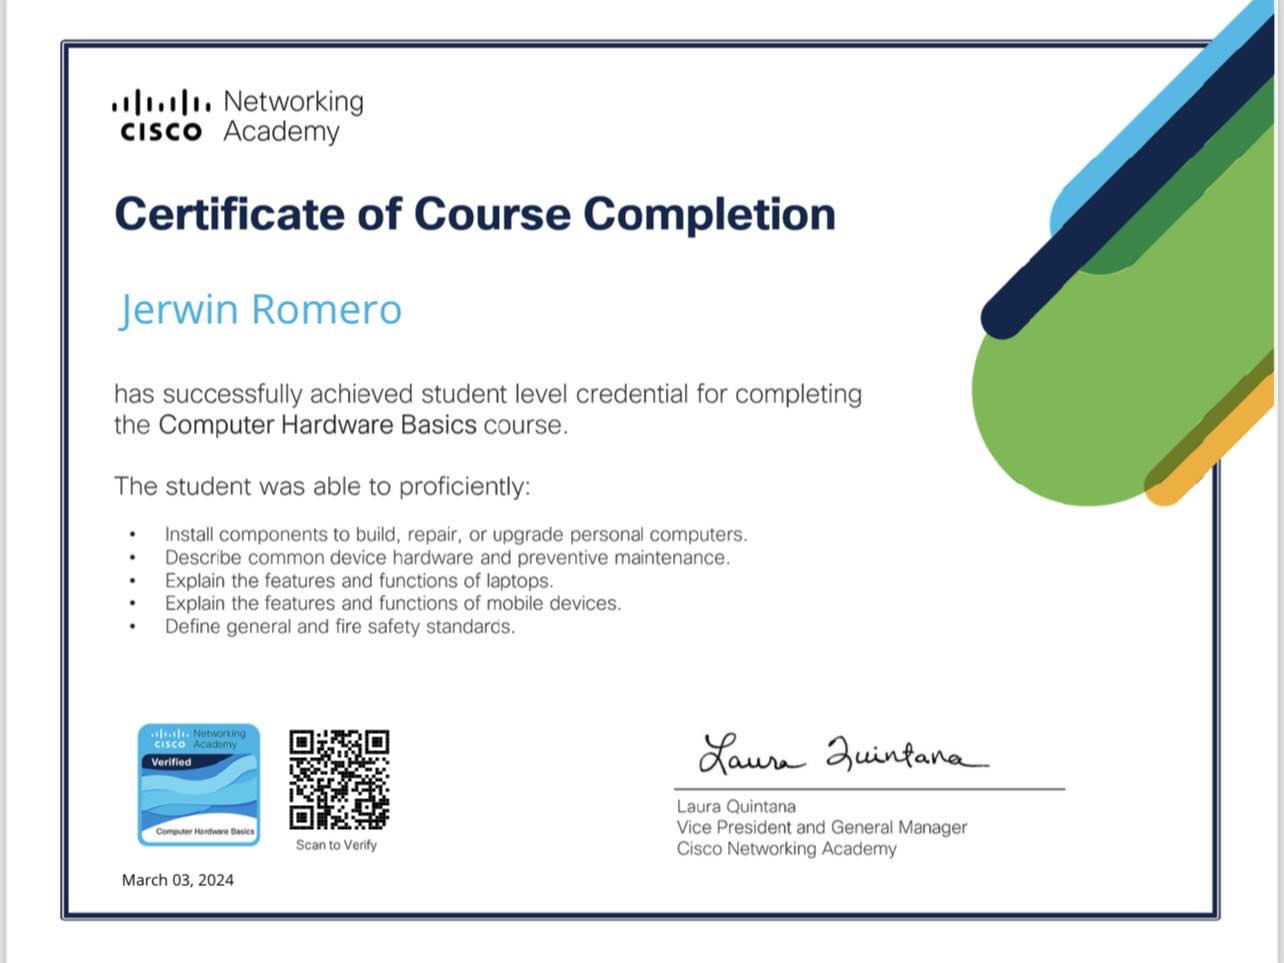 Networking
CISCO Academy
Certificate of Course Completion
Jerwin Romero
has successfully achieved student level credential for completing
the Computer Hardware Basics course.
The student was able to proficiently:
• Install components to build, repair, or upgrade personal computers.
• Describe common device hardware and preventive maintenance.
• Explain the features and functions of laptops.
• Explain the features and functions of mobile devices.
• Define general and fire safety standards.
Networking
CISCO Academy
Verified
Computer Hardware Basics
Scan to Verify
March 03, 2024
Laura Quintana
Laura Quintana
Vice President and General Manager
Cisco Networking Academy